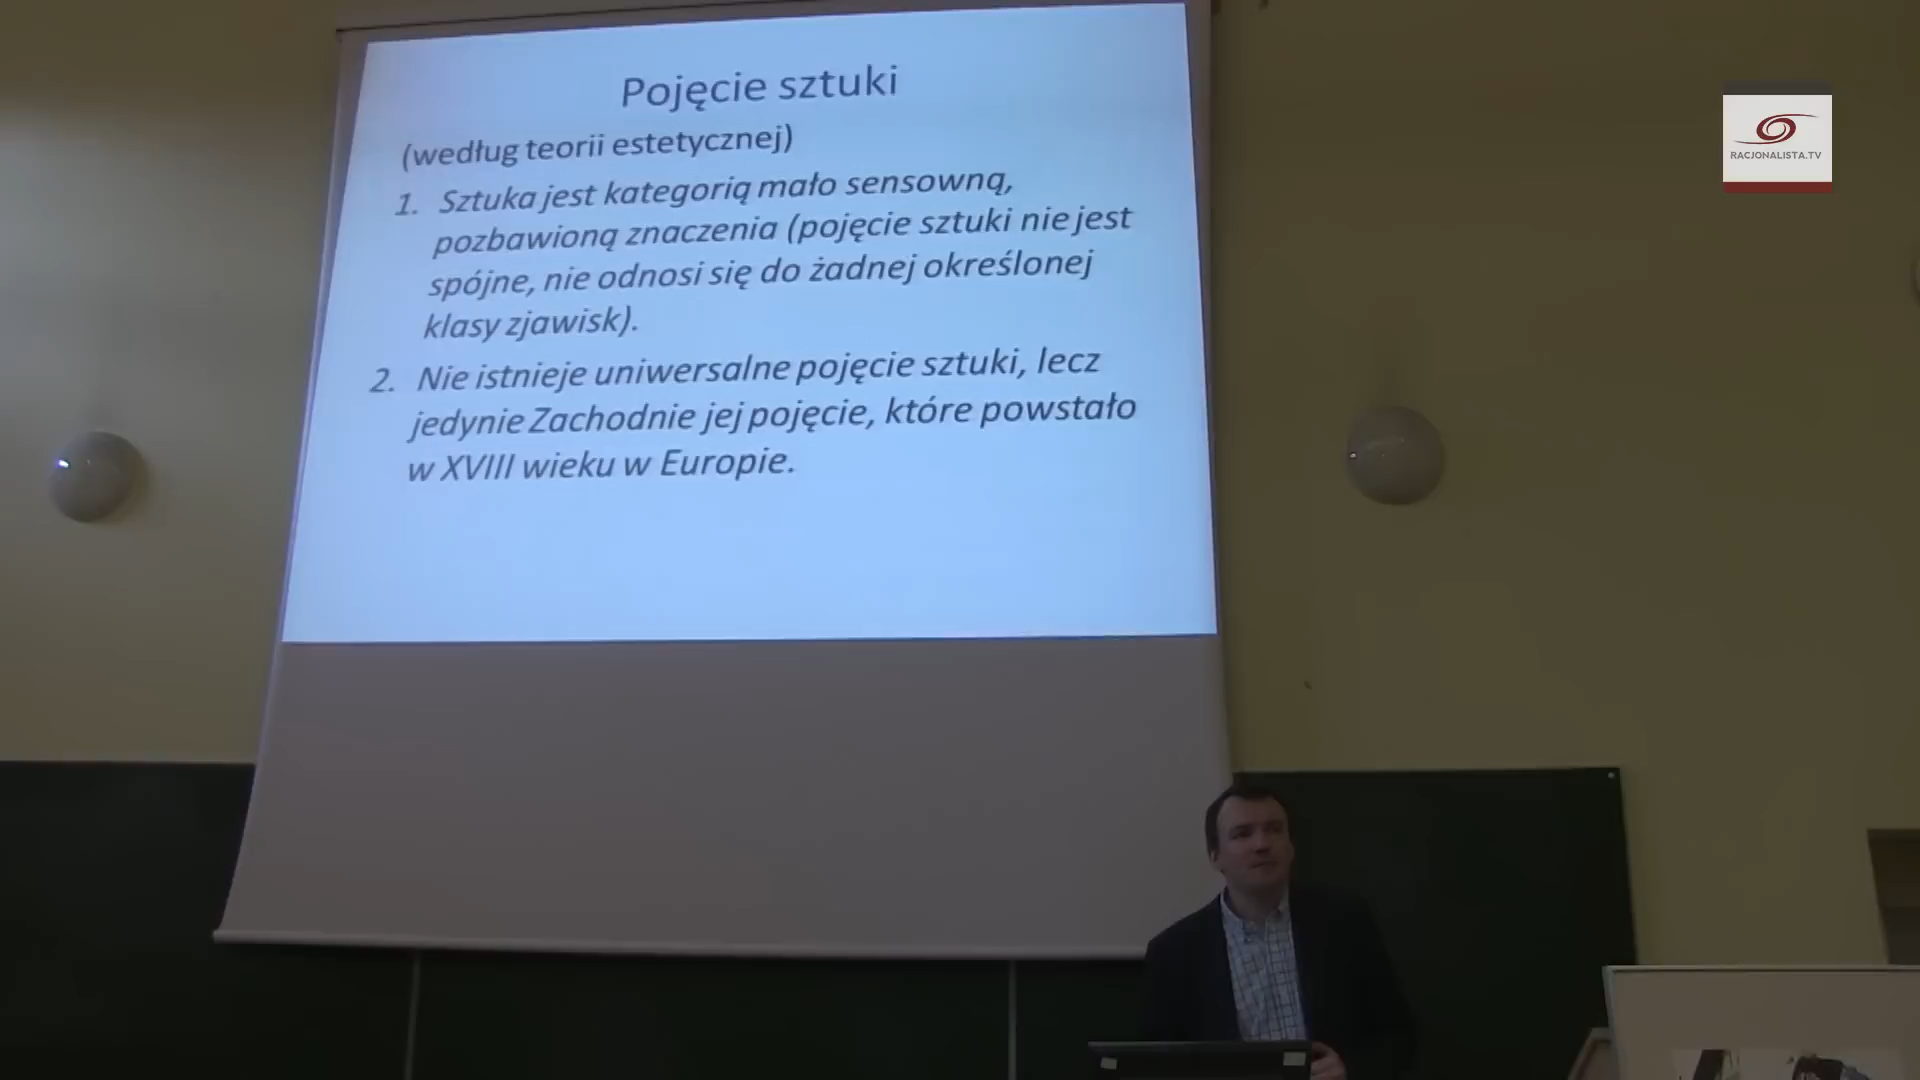 Pojęcie sztuki
(według teorii estetycznej)
1. Sztuka jest kategorią mało sensowną,
pozbawioną znaczenia (pojęcie sztuki nie jest
spójne, nie odnosi się do żadnej określonej
klasy zjawisk).
2. Nie istnieje uniwersalne pojęcie sztuki, lecz
jedynie Zachodnie jej pojęcie, które powstało
w XVIII wieku w Europie.
RACJONALISTA.TV